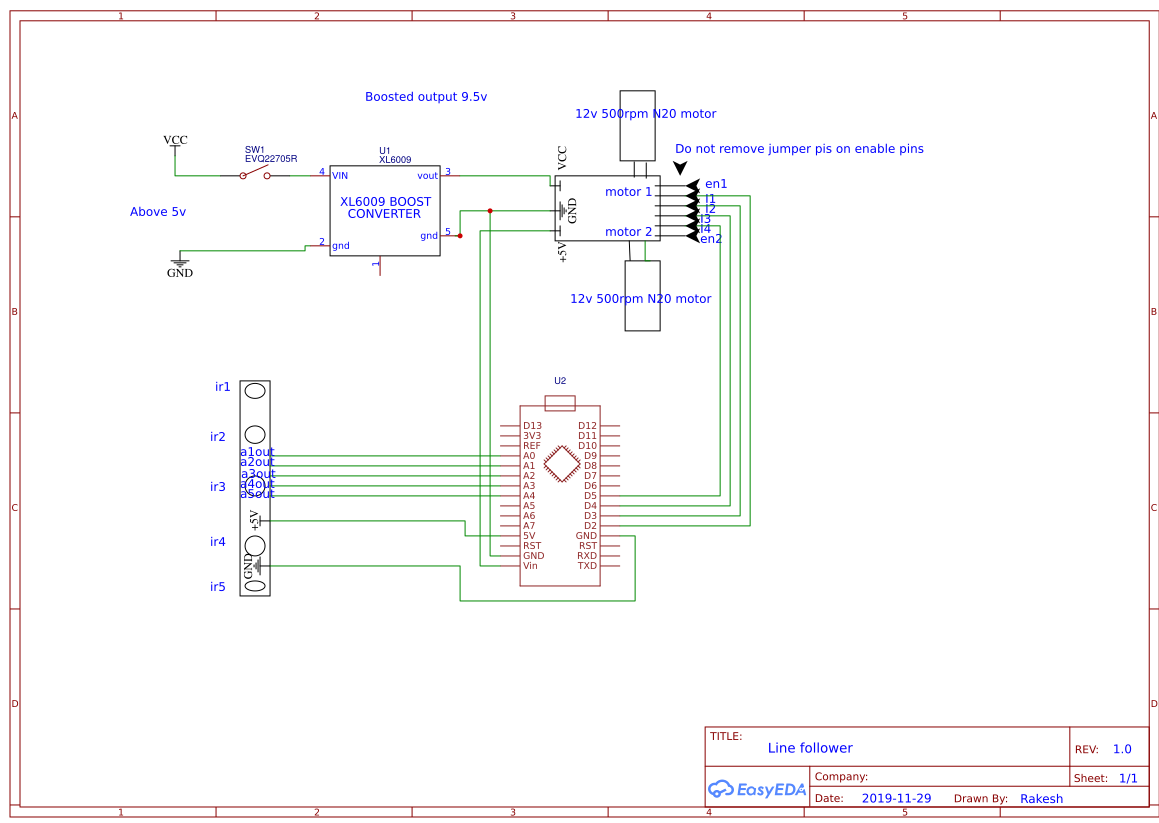 1 2 3 4 5
A
B
C
D
A
B
C
D
1 2 3 4 5
Boosted output 9.5v
12v 500rpm N20 motor
Do not remove jumper pis on enable pins
VCC
SW1
EVQ22705R
U1
XL6009
4 VIN
vout 3
XL6009 BOOST
CONVERTER
gnd 5
2 gnd
1
Above 5v
GND
VCC
GND
+5V
motor 1
motor 2
en1
i1
i2
i3
i4
en2
12v 500rpm N20 motor
ir1
ir2
ir3
ir4
ir5
a1out
a2out
a3out
a4out
a5out
+5V
GND
U2
D13 D12
3V3 D11
REF D10
A0 D9
A1 D8
A2 D7
A3 D6
A4 D5
A5 D4
A6 D3
A7 D2
5V GND
RST RST
GND RXD
Vin TXD
TITLE:
Line follower
REV: 1.0
EasyEDA
Company:
Sheet: 1/1
Date: 2019-11-29 Drawn By: Rakesh